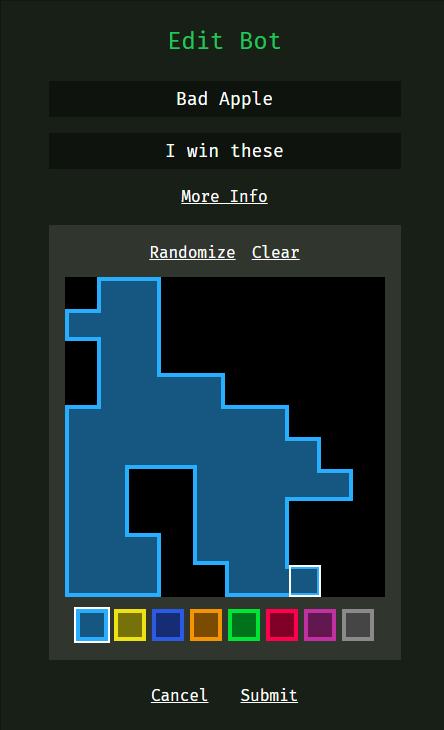 Edit Bot
Bad Apple
I win these
More Info
Randomize Clear
Cancel Submit